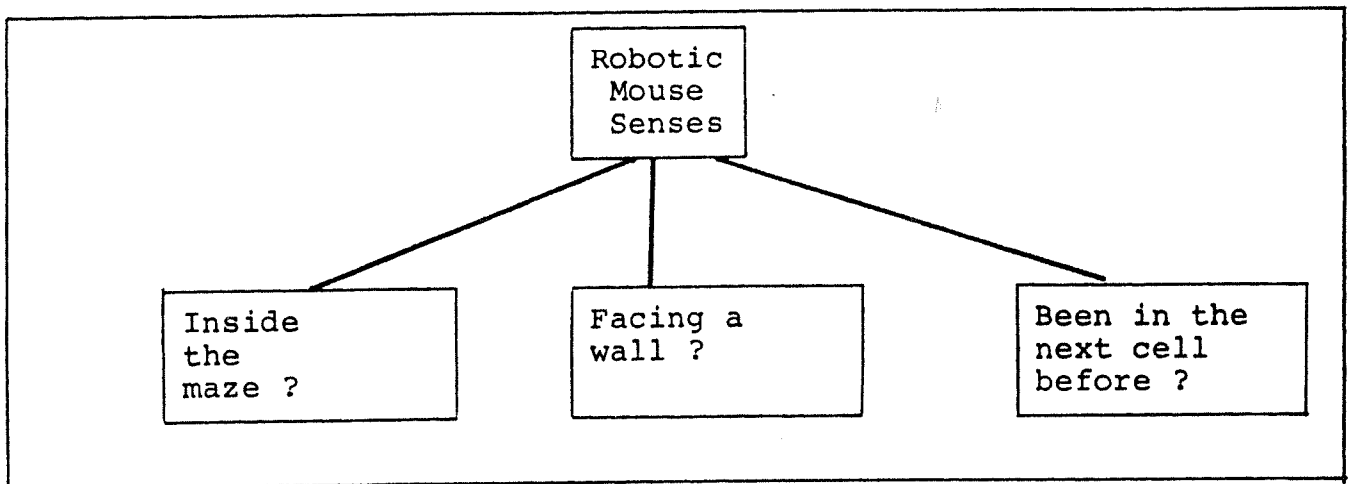 Robotic
Mouse
Senses
Inside
the
maze ?
Facing a
wall ?
Been in the
next cell
before ?